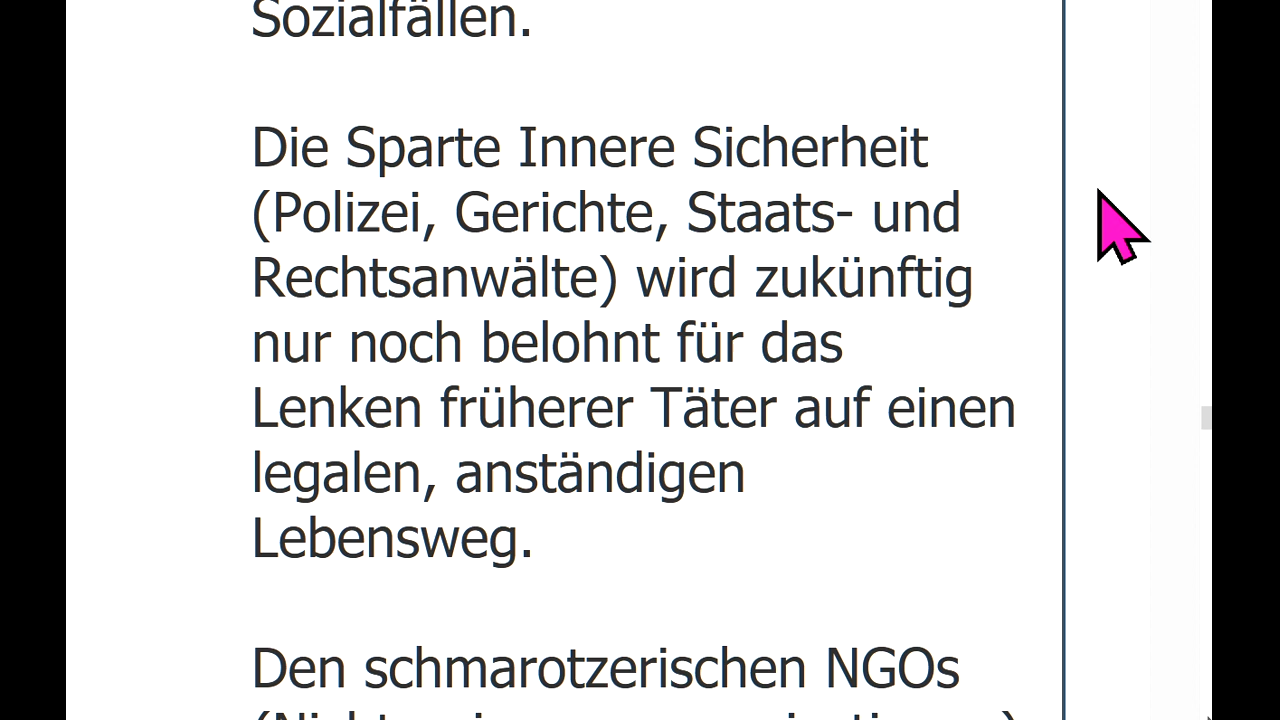 Sozialfällen.
Die Sparte Innere Sicherheit
(Polizei, Gerichte, Staats- und
Rechtsanwälte) wird zukünftig
nur noch belohnt für das
Lenken früherer Täter auf einen
legalen, anständigen
Lebensweg.
Den schmarotzerischen NGOs